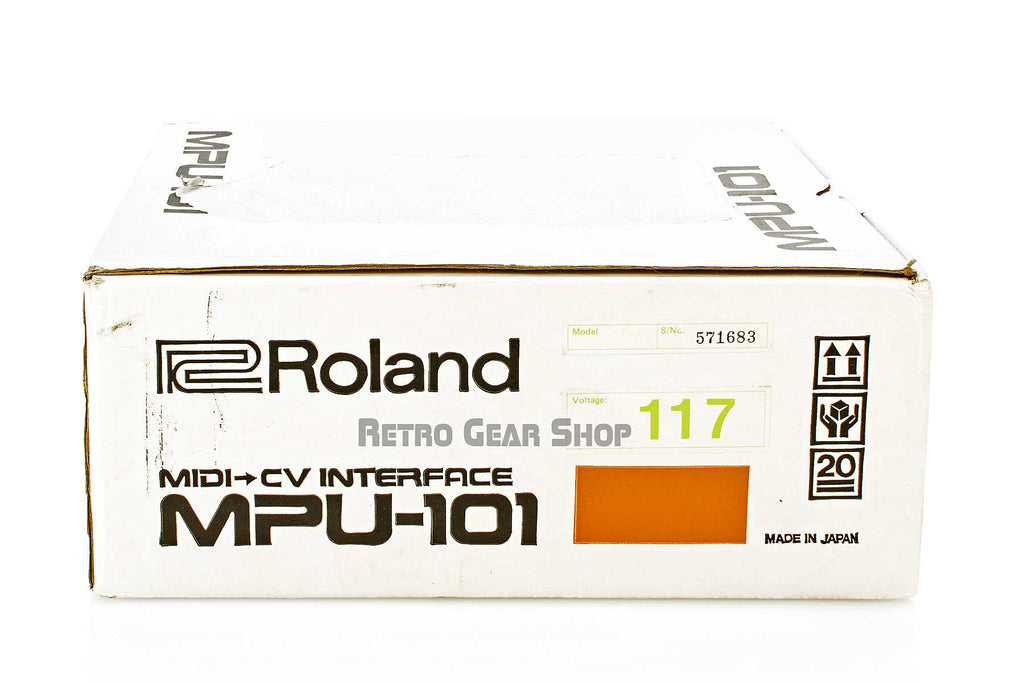 MPU-101
MPU-101
Roland
Model
S/No. 571683
Voltage: 117
RETRO GEAR SHOP
MIDI→CV INTERFACE
MPU-101
20
MADE IN JAPAN